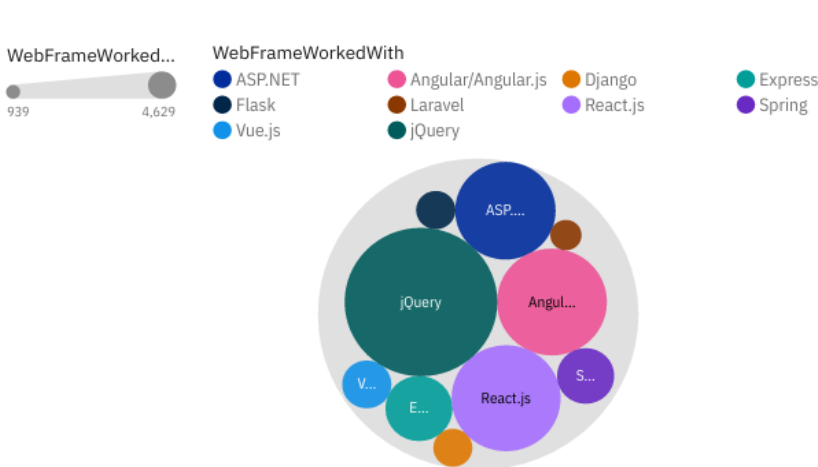 WebFrameWorked...
939
4,629
WebFrameWorkedWith
ASP.NET
Angular/Angular.js
Django
Express
Flask
Laravel
React.js
Spring
Vue.js
jQuery
ASP....
jQuery
Angul...
V...
S...
E...
React.js